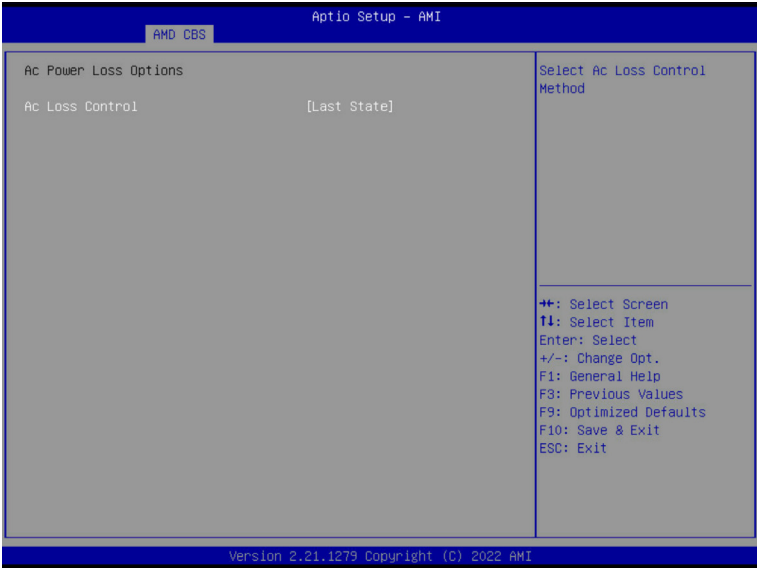 Aptio Setup – AMI
AMD CBS
Ac Power Loss Options
Ac Loss Control [Last State]
Select Ac Loss Control
Method
→←: Select Screen
↑↓: Select Item
Enter: Select
+/-: Change Opt.
F1: General Help
F3: Previous Values
F9: Optimized Defaults
F10: Save & Exit
ESC: Exit
Version 2.21.1279 Copyright (C) 2022 AMI